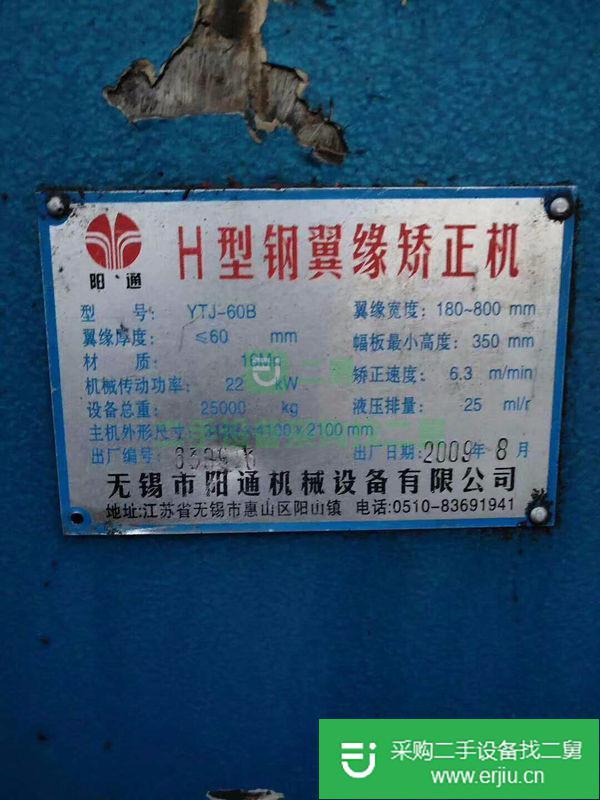 H型钢翼缘矫正机
阳通
型 号: YTJ-60B 翼缘宽度: 180~800 mm
翼缘厚度: ≤60 mm 幅板最小高度: 350 mm
材 质: 矫正速度: 6.3 m/min
机械传动功率: 22 kW 液压排量: 25 ml/r
设备总重: 25000 kg
主机外形尺寸: ×4100×2100mm
出厂编号: 出厂日期: 2009年 8月
无锡市阳通机械设备有限公司
地址:江苏省无锡市惠山区阳山镇 电话:0510-83691941
二舅
采购二手设备找二舅
www.erjiu.cn